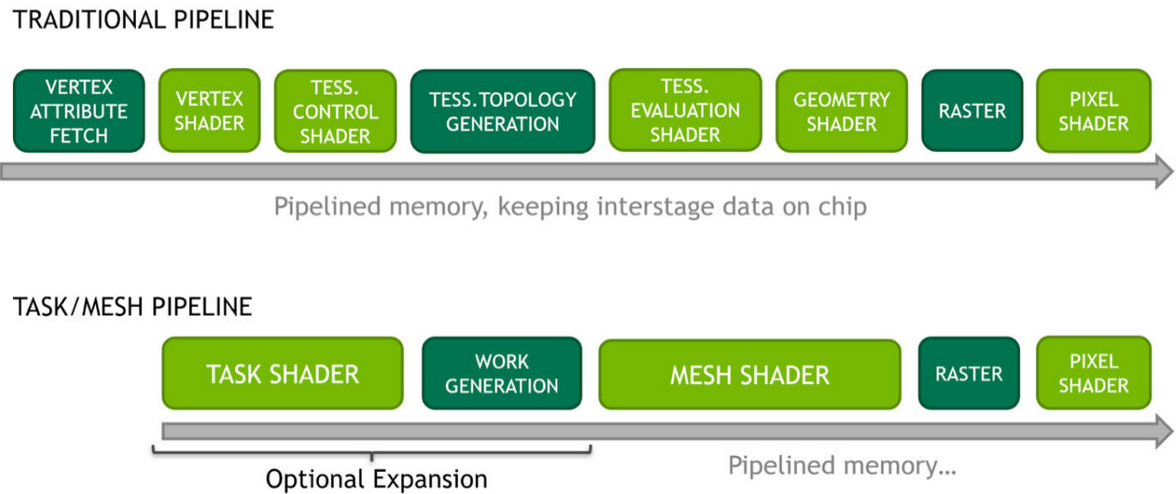 TRADITIONAL PIPELINE
VERTEX
ATTRIBUTE
FETCH
VERTEX
SHADER
TESS.
CONTROL
SHADER
TESS.TOPOLOGY
GENERATION
TESS.
EVALUATION
SHADER
GEOMETRY
SHADER
RASTER
PIXEL
SHADER
Pipelined memory, keeping interstage data on chip
TASK/MESH PIPELINE
TASK SHADER
WORK
GENERATION
MESH SHADER
RASTER
PIXEL
SHADER
Optional Expansion
Pipelined memory…